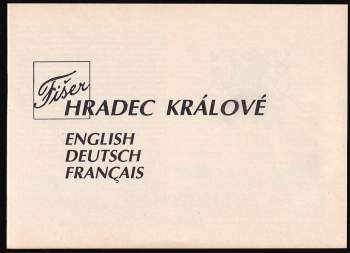 Fišer
HRADEC KRÁLOVÉ
ENGLISH
DEUTSCH
FRANÇAIS